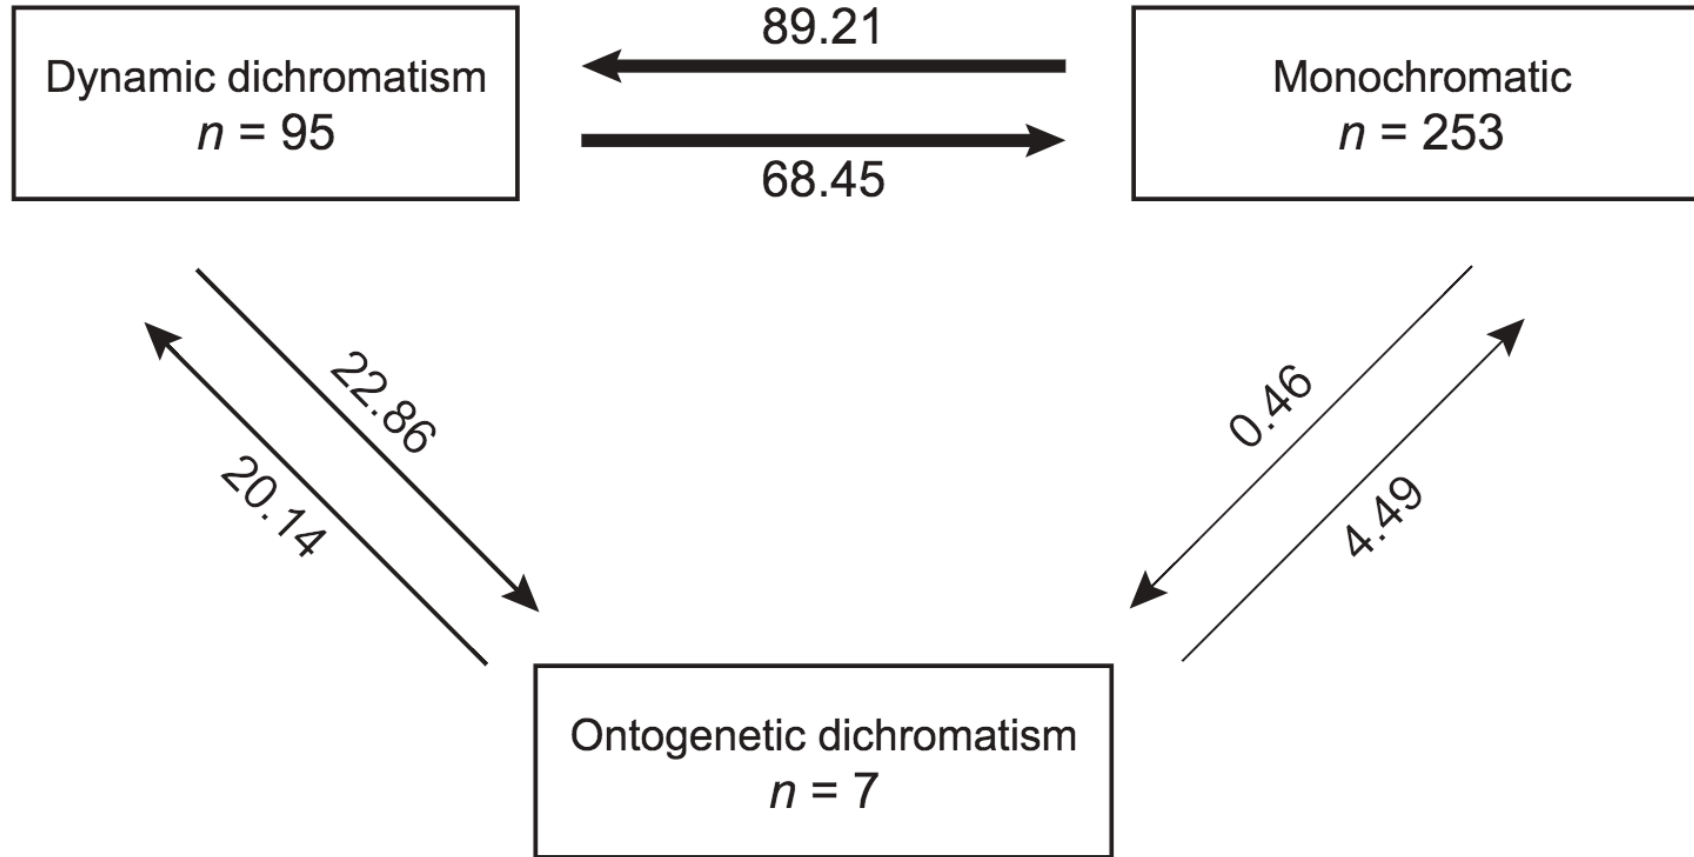 89.21
Dynamic dichromatism
n = 95
Monochromatic
n = 253
68.45
22.86
20.14
0.46
4.49
Ontogenetic dichromatism
n = 7